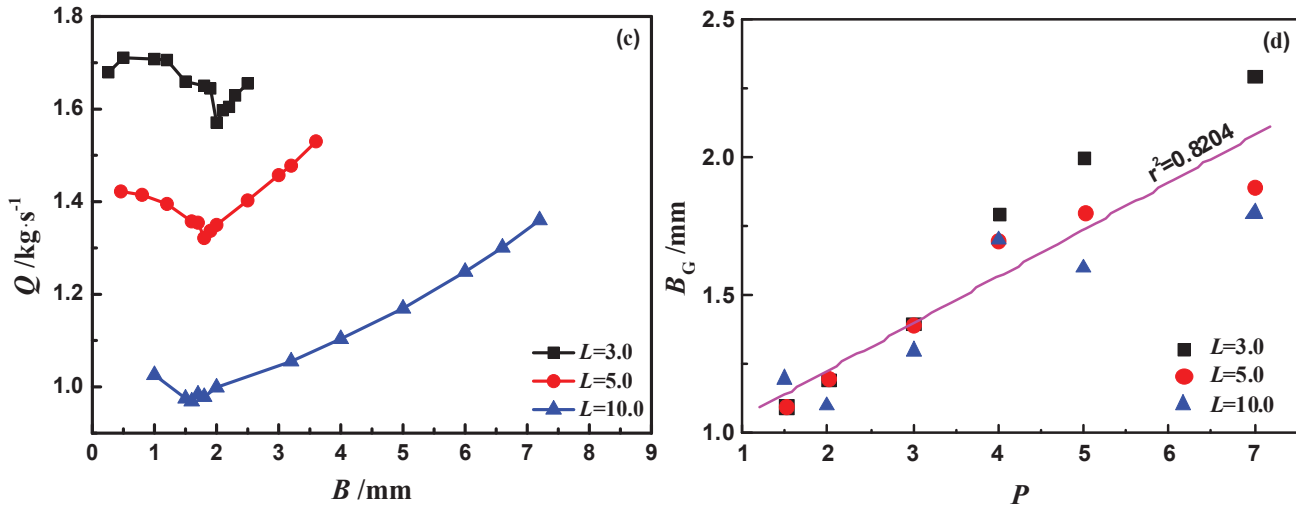 (c)
1.8
1.6
1.4
1.2
1.0
Q /kg·s⁻¹
0 1 2 3 4 5 6 7 8 9
B /mm
L=3.0
L=5.0
L=10.0
(d)
2.5
2.0
1.5
1.0
B_G /mm
r²=0.8204
1 2 3 4 5 6 7
P
L=3.0
L=5.0
L=10.0